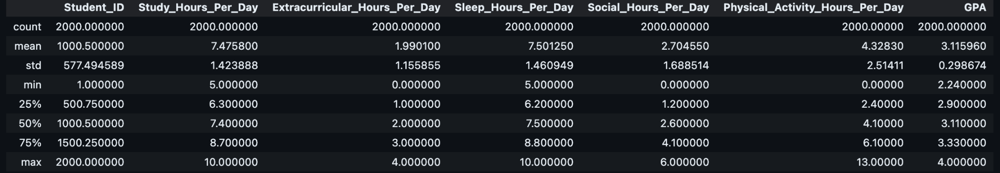 Student_ID Study_Hours_Per_Day Extracurricular_Hours_Per_Day Sleep_Hours_Per_Day Social_Hours_Per_Day Physical_Activity_Hours_Per_Day GPA
count 2000.000000 2000.000000 2000.000000 2000.000000 2000.000000 2000.00000 2000.000000
mean 1000.500000 7.475800 1.990100 7.501250 2.704550 4.32830 3.115960
std 577.494589 1.423888 1.155855 1.460949 1.688514 2.51411 0.298674
min 1.000000 5.000000 0.000000 5.000000 0.000000 0.00000 2.240000
25% 500.750000 6.300000 1.000000 6.200000 1.200000 2.40000 2.900000
50% 1000.500000 7.400000 2.000000 7.500000 2.600000 4.10000 3.110000
75% 1500.250000 8.700000 3.000000 8.800000 4.100000 6.10000 3.330000
max 2000.000000 10.000000 4.000000 10.000000 6.000000 13.00000 4.000000